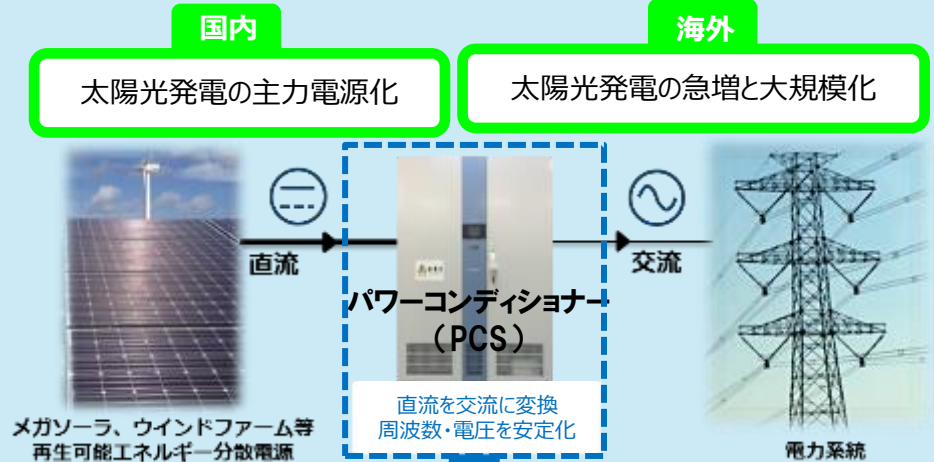 国内
海外
太陽光発電の主力電源化
太陽光発電の急増と大規模化
直流
交流
パワーコンディショナー
（PCS）
直流を交流に変換
周波数・電圧を安定化
メガソーラ、ウインドファーム等
再生可能エネルギー分散電源
電力系統